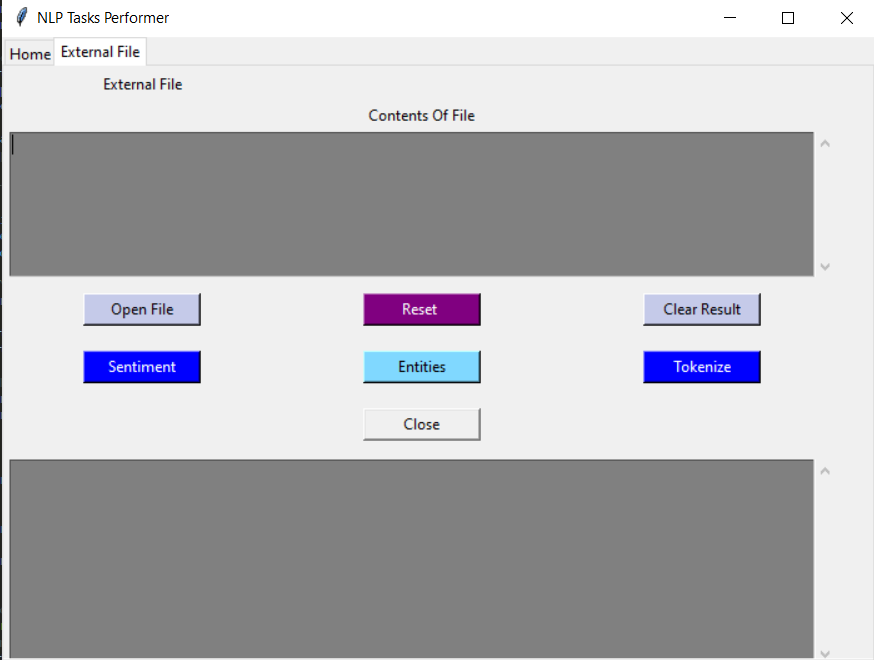 NLP Tasks Performer
Home External File
External File
Contents Of File
Open File Reset Clear Result
Sentiment Entities Tokenize
Close